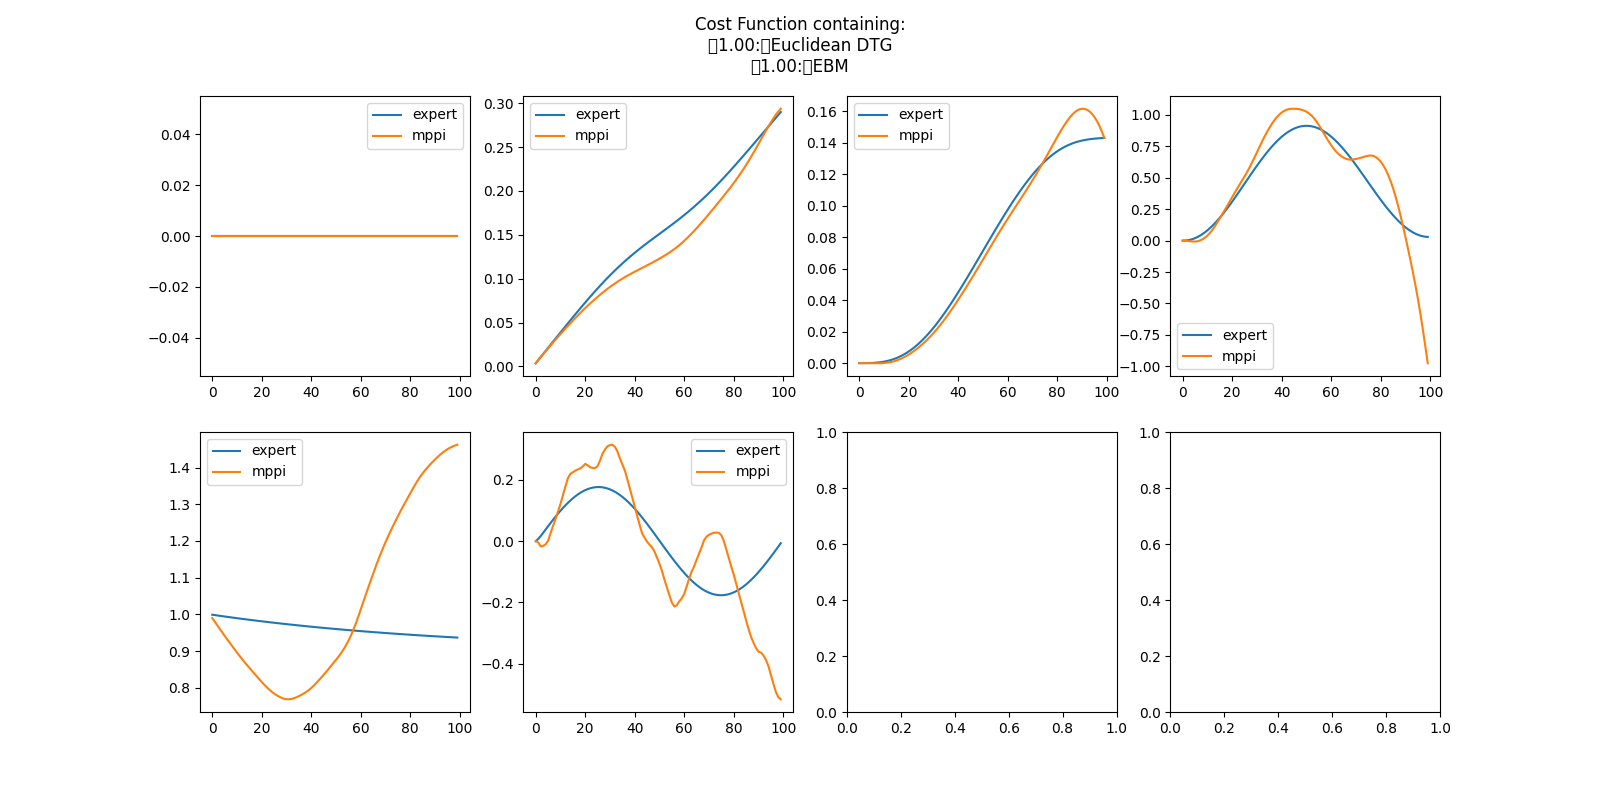 Cost Function containing:
1.00: Euclidean DTG
1.00: EBM
expert
mppi
0.04
0.02
0.00
−0.02
−0.04
0 20 40 60 80 100
expert
mppi
0.30
0.25
0.20
0.15
0.10
0.05
0.00
0 20 40 60 80 100
expert
mppi
0.16
0.14
0.12
0.10
0.08
0.06
0.04
0.02
0.00
0 20 40 60 80 100
expert
mppi
1.00
0.75
0.50
0.25
0.00
−0.25
−0.50
−0.75
−1.00
0 20 40 60 80 100
expert
mppi
1.4
1.3
1.2
1.1
1.0
0.9
0.8
0 20 40 60 80 100
expert
mppi
0.2
0.0
−0.2
−0.4
0 20 40 60 80 100
1.0
0.8
0.6
0.4
0.2
0.0
0.0 0.2 0.4 0.6 0.8 1.0
1.0
0.8
0.6
0.4
0.2
0.0
0.0 0.2 0.4 0.6 0.8 1.0